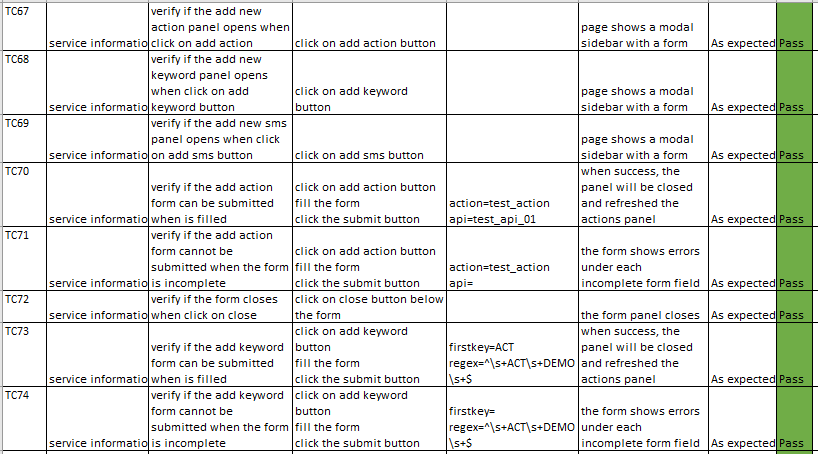 TC67
service informatio
verify if the add new
action panel opens when
click on add action
click on add action button
page shows a modal
sidebar with a form
As expected
Pass
TC68
service informatio
verify if the add new
keyword panel opens
when click on add
keyword button
click on add keyword
button
page shows a modal
sidebar with a form
As expected
Pass
TC69
service informatio
verify if the add new sms
panel opens when click
on add sms button
click on add sms button
page shows a modal
sidebar with a form
As expected
Pass
TC70
service informatio
verify if the add action
form can be submitted
when is filled
click on add action button
fill the form
click the submit button
action=test_action
api=test_api_01
when success, the
panel will be closed
and refreshed the
actions panel
As expected
Pass
TC71
service informatio
verify if the add action
form cannot be
submitted when the form
is incomplete
click on add action button
fill the form
click the submit button
action=test_action
api=
the form shows errors
under each
incomplete form field
As expected
Pass
TC72
service informatio
verify if the form closes
when click on close
click on close button below
the form
the form panel closes
As expected
Pass
TC73
service informatio
verify if the add keyword
form can be submitted
when is filled
click on add keyword
button
fill the form
click the submit button
firstkey=ACT
regex=^\s+ACT\s+DEMO
\s+$
when success, the
panel will be closed
and refreshed the
actions panel
As expected
Pass
TC74
service informatio
verify if the add keyword
form cannot be
submitted when the form
is incomplete
click on add keyword
button
fill the form
click the submit button
firstkey=
regex=^\s+ACT\s+DEMO
\s+$
the form shows errors
under each
incomplete form field
As expected
Pass